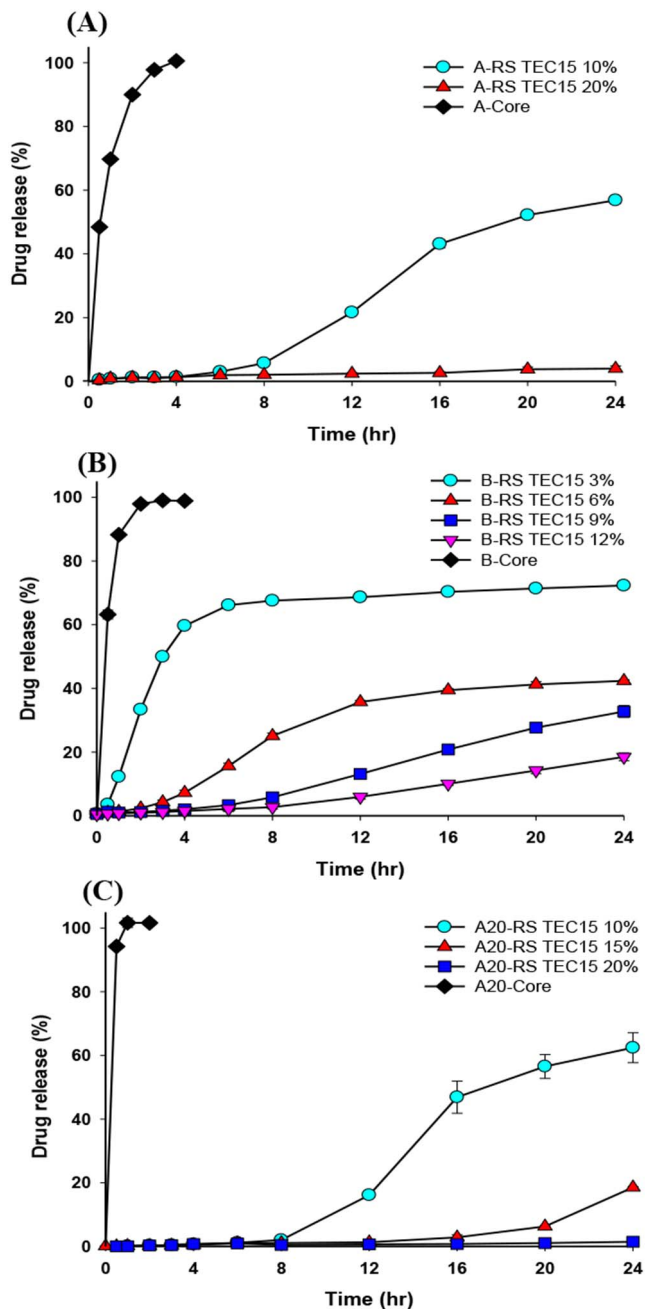 (A)
100
80
60
40
20
0
Drug release (%)
A-RS TEC15 10%
A-RS TEC15 20%
A-Core
0 4 8 12 16 20 24
Time (hr)
(B)
100
80
60
40
20
0
Drug release (%)
B-RS TEC15 3%
B-RS TEC15 6%
B-RS TEC15 9%
B-RS TEC15 12%
B-Core
0 4 8 12 16 20 24
Time (hr)
(C)
100
80
60
40
20
0
Drug release (%)
A20-RS TEC15 10%
A20-RS TEC15 15%
A20-RS TEC15 20%
A20-Core
0 4 8 12 16 20 24
Time (hr)